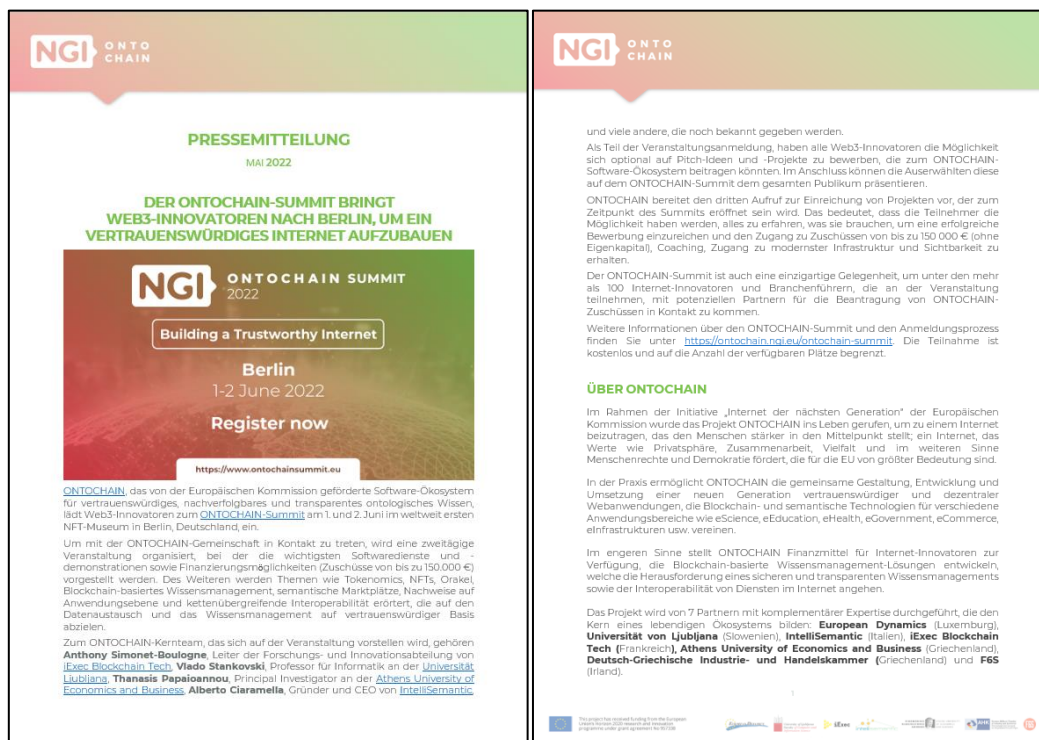 NGI ONTO
CHAIN
PRESSEMITTEILUNG
MAI 2022
DER ONTOCHAIN-SUMMIT BRINGT
WEB3-INNOVATOREN NACH BERLIN, UM EIN
VERTRAUENSWÜRDIGES INTERNET AUFZUBAUEN
NGI ONTOCHAIN SUMMIT
2022
Building a Trustworthy Internet
Berlin
1-2 June 2022
Register now
https://www.ontochainsummit.eu
ONTOCHAIN, das von der Europäischen Kommission geförderte Software-Ökosystem
für vertrauenswürdiges, nachverfolgbares und transparentes ontologisches Wissen,
lädt Web3-Innovatoren zum ONTOCHAIN-Summit am 1. und 2. Juni im weltweit ersten
NFT-Museum in Berlin, Deutschland, ein.
Um mit der ONTOCHAIN-Gemeinschaft in Kontakt zu treten, wird eine zweitägige
Veranstaltung organisiert, bei der die wichtigsten Softwaredienste und -
demonstrationen sowie Finanzierungsmöglichkeiten (Zuschüsse von bis zu 150.000 €)
vorgestellt werden. Des Weiteren werden Themen wie Tokenomics, NFTs, Orakel,
Blockchain-basiertes Wissensmanagement, semantische Marktplätze, Nachweise auf
Anwendungsebene und kettenübergreifende Interoperabilität erörtert, die auf den
Datenaustausch und das Wissensmanagement auf vertrauenswürdiger Basis
abzielen.
Zum ONTOCHAIN-Kernteam, das sich auf der Veranstaltung vorstellen wird, gehören
Anthony Simonet-Boulogne, Leiter der Forschungs- und Innovationsabteilung von
iExec Blockchain Tech, Vlado Stankovski, Professor für Informatik an der Universität
Ljubljana, Thanasis Papaioannou, Principal Investigator an der Athens University of
Economics and Business, Alberto Ciaramella, Gründer und CEO von IntelliSemantic,
NGI ONTO
CHAIN
und viele andere, die noch bekannt gegeben werden.
Als Teil der Veranstaltungsanmeldung, haben alle Web3-Innovatoren die Möglichkeit
sich optional auf Pitch-Ideen und -Projekte zu bewerben, die zum ONTOCHAIN-
Software-Ökosystem beitragen könnten. Im Anschluss können die Auserwählten diese
auf dem ONTOCHAIN-Summit dem gesamten Publikum präsentieren.
ONTOCHAIN bereitet den dritten Aufruf zur Einreichung von Projekten vor, der zum
Zeitpunkt des Summits eröffnet sein wird. Das bedeutet, dass die Teilnehmer die
Möglichkeit haben werden, alles zu erfahren, was sie brauchen, um eine erfolgreiche
Bewerbung einzureichen und den Zugang zu Zuschüssen von bis zu 150 000 € (ohne
Eigenkapital), Coaching, Zugang zu modernster Infrastruktur und Sichtbarkeit zu
erhalten.
Der ONTOCHAIN-Summit ist auch eine einzigartige Gelegenheit, um unter den mehr
als 100 Internet-Innovatoren und Branchenführern, die an der Veranstaltung
teilnehmen, mit potenziellen Partnern für die Beantragung von ONTOCHAIN-
Zuschüssen in Kontakt zu kommen.
Weitere Informationen über den ONTOCHAIN-Summit und den Anmeldungsprozess
finden Sie unter https://ontochain.ngi.eu/ontochain-summit. Die Teilnahme ist
kostenlos und auf die Anzahl der verfügbaren Plätze begrenzt.
ÜBER ONTOCHAIN
Im Rahmen der Initiative „Internet der nächsten Generation" der Europäischen
Kommission wurde das Projekt ONTOCHAIN ins Leben gerufen, um zu einem Internet
beizutragen, das den Menschen stärker in den Mittelpunkt stellt; ein Internet, das
Werte wie Privatsphäre, Zusammenarbeit, Vielfalt und im weiteren Sinne
Menschenrechte und Demokratie fördert, die für die EU von größter Bedeutung sind.
In der Praxis ermöglicht ONTOCHAIN die gemeinsame Gestaltung, Entwicklung und
Umsetzung einer neuen Generation vertrauenswürdiger und dezentraler
Webanwendungen, die Blockchain- und semantische Technologien für verschiedene
Anwendungsbereiche wie eScience, eEducation, eHealth, eGovernment, eCommerce,
eInfrastrukturen usw. vereinen.
Im engeren Sinne stellt ONTOCHAIN Finanzmittel für Internet-Innovatoren zur
Verfügung, die Blockchain-basierte Wissensmanagement-Lösungen entwickeln,
welche die Herausforderung eines sicheren und transparenten Wissensmanagements
sowie der Interoperabilität von Diensten im Internet angehen.
Das Projekt wird von 7 Partnern mit komplementärer Expertise durchgeführt, die den
Kern eines lebendigen Ökosystems bilden: European Dynamics (Luxemburg),
Universität von Ljubljana (Slowenien), IntelliSemantic (Italien), iExec Blockchain
Tech (Frankreich), Athens University of Economics and Business (Griechenland),
Deutsch-Griechische Industrie- und Handelskammer (Griechenland) und F6S
(Irland).
1
This project has received funding from the European
Union's Horizon 2020 research and innovation
programme under grant agreement No 957338
iExec
AHK